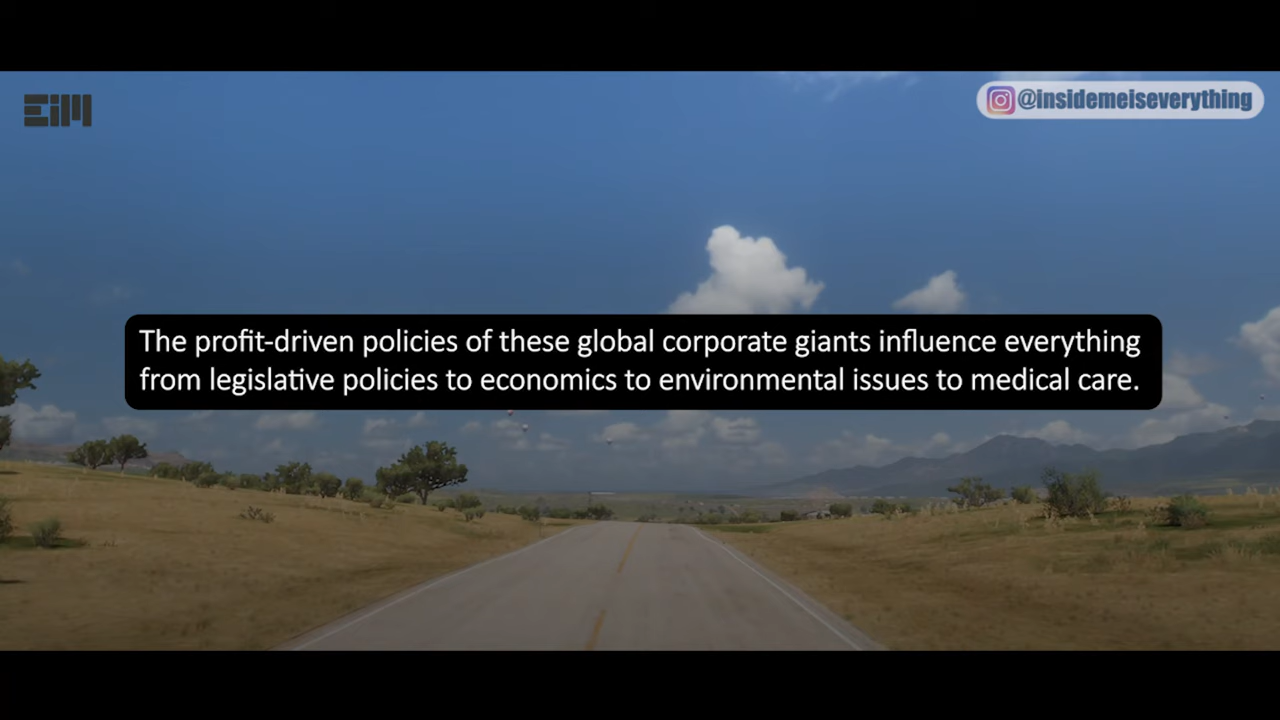 EiM
@insidemeiseverything
The profit-driven policies of these global corporate giants influence everything
from legislative policies to economics to environmental issues to medical care.